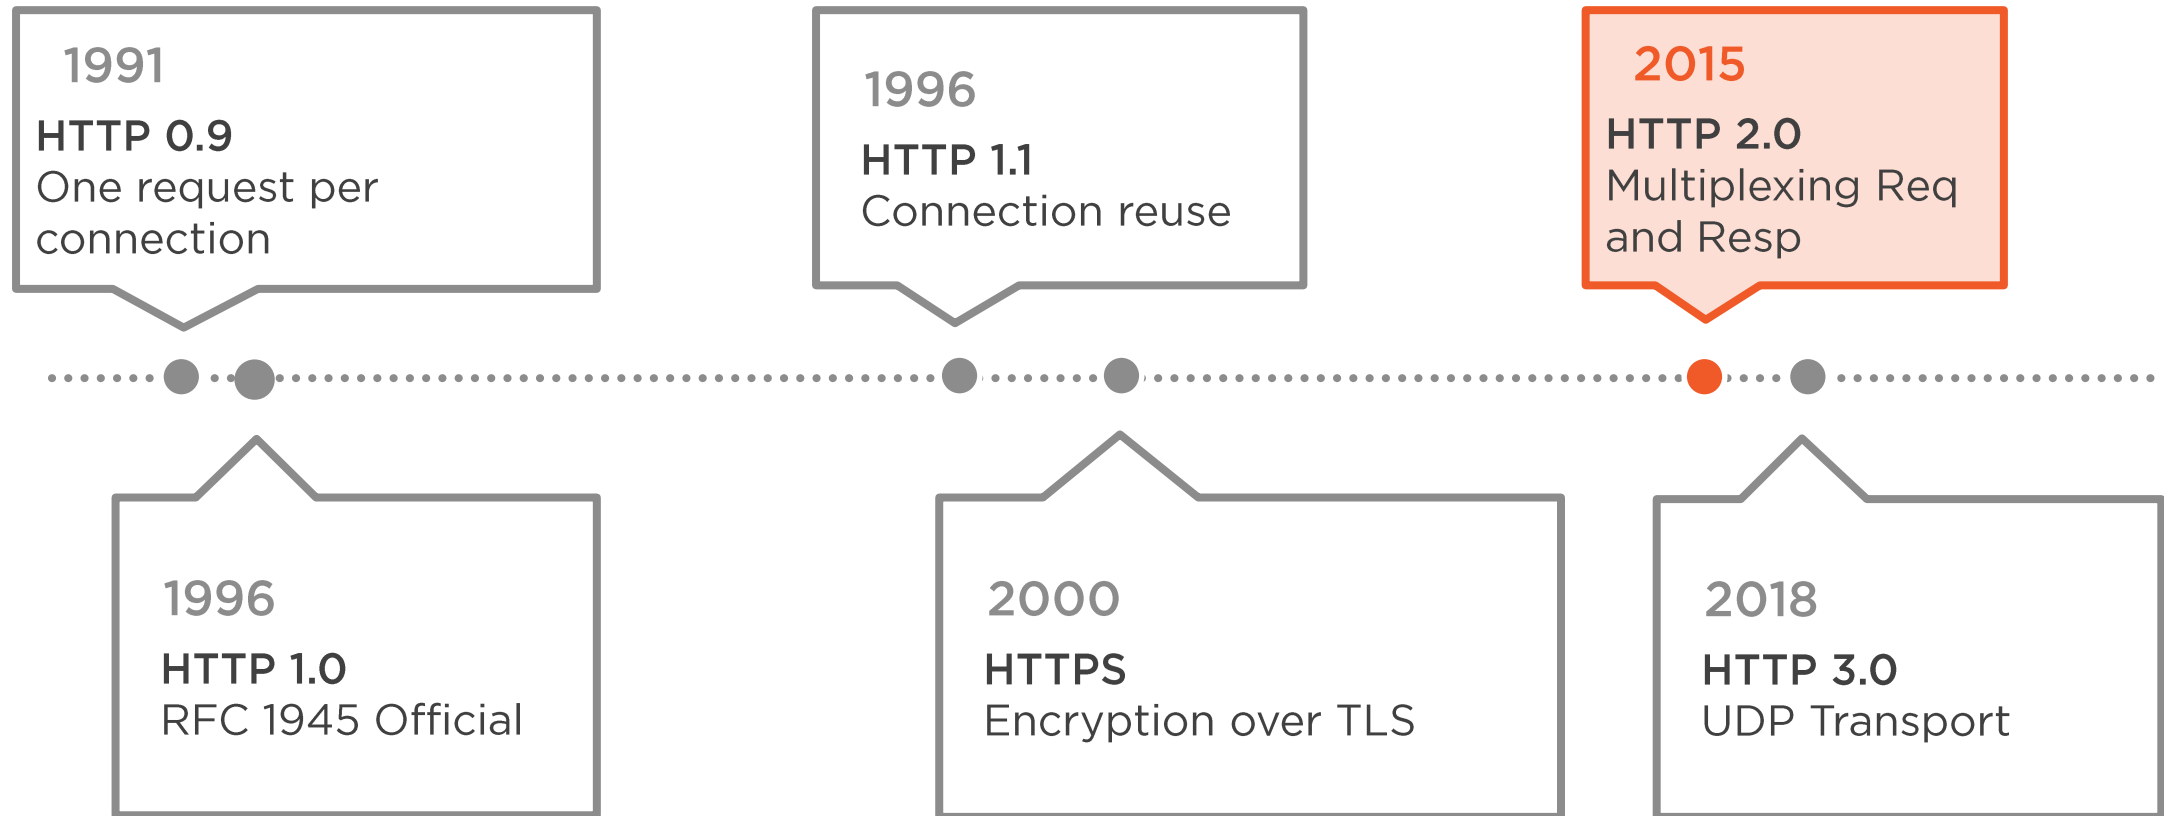 1991
HTTP 0.9
One request per
connection
1996
HTTP 1.0
RFC 1945 Official
1996
HTTP 1.1
Connection reuse
2000
HTTPS
Encryption over TLS
2015
HTTP 2.0
Multiplexing Req
and Resp
2018
HTTP 3.0
UDP Transport